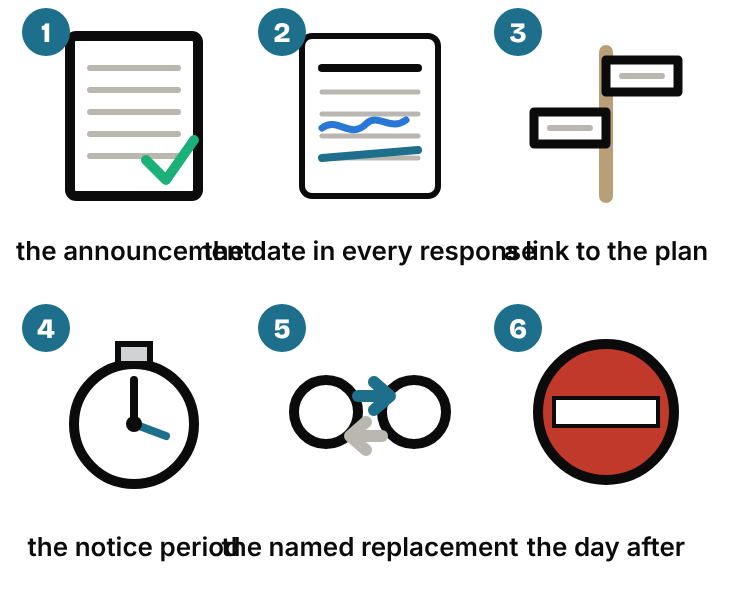 1
2
3
the announcement
the date in every response
a link to the plan
4
5
6
the notice period
the named replacement
the day after